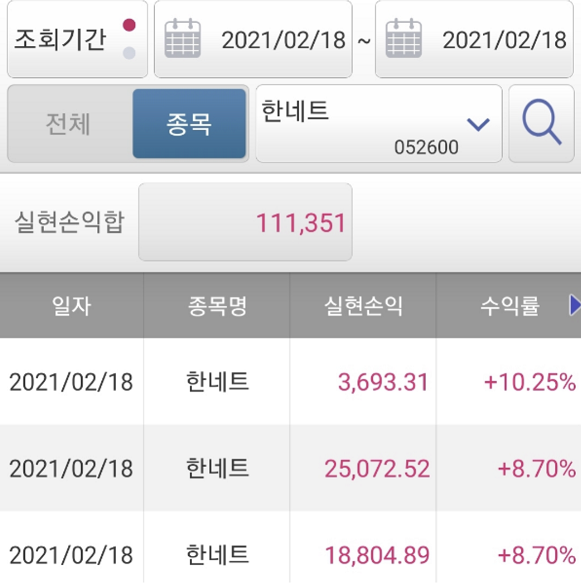 조회기간 2021/02/18 ~ 2021/02/18
전체 종목 한네트
052600
실현손익합 111,351
일자 종목명 실현손익 수익률
2021/02/18 한네트 3,693.31 +10.25%
2021/02/18 한네트 25,072.52 +8.70%
2021/02/18 한네트 18,804.89 +8.70%